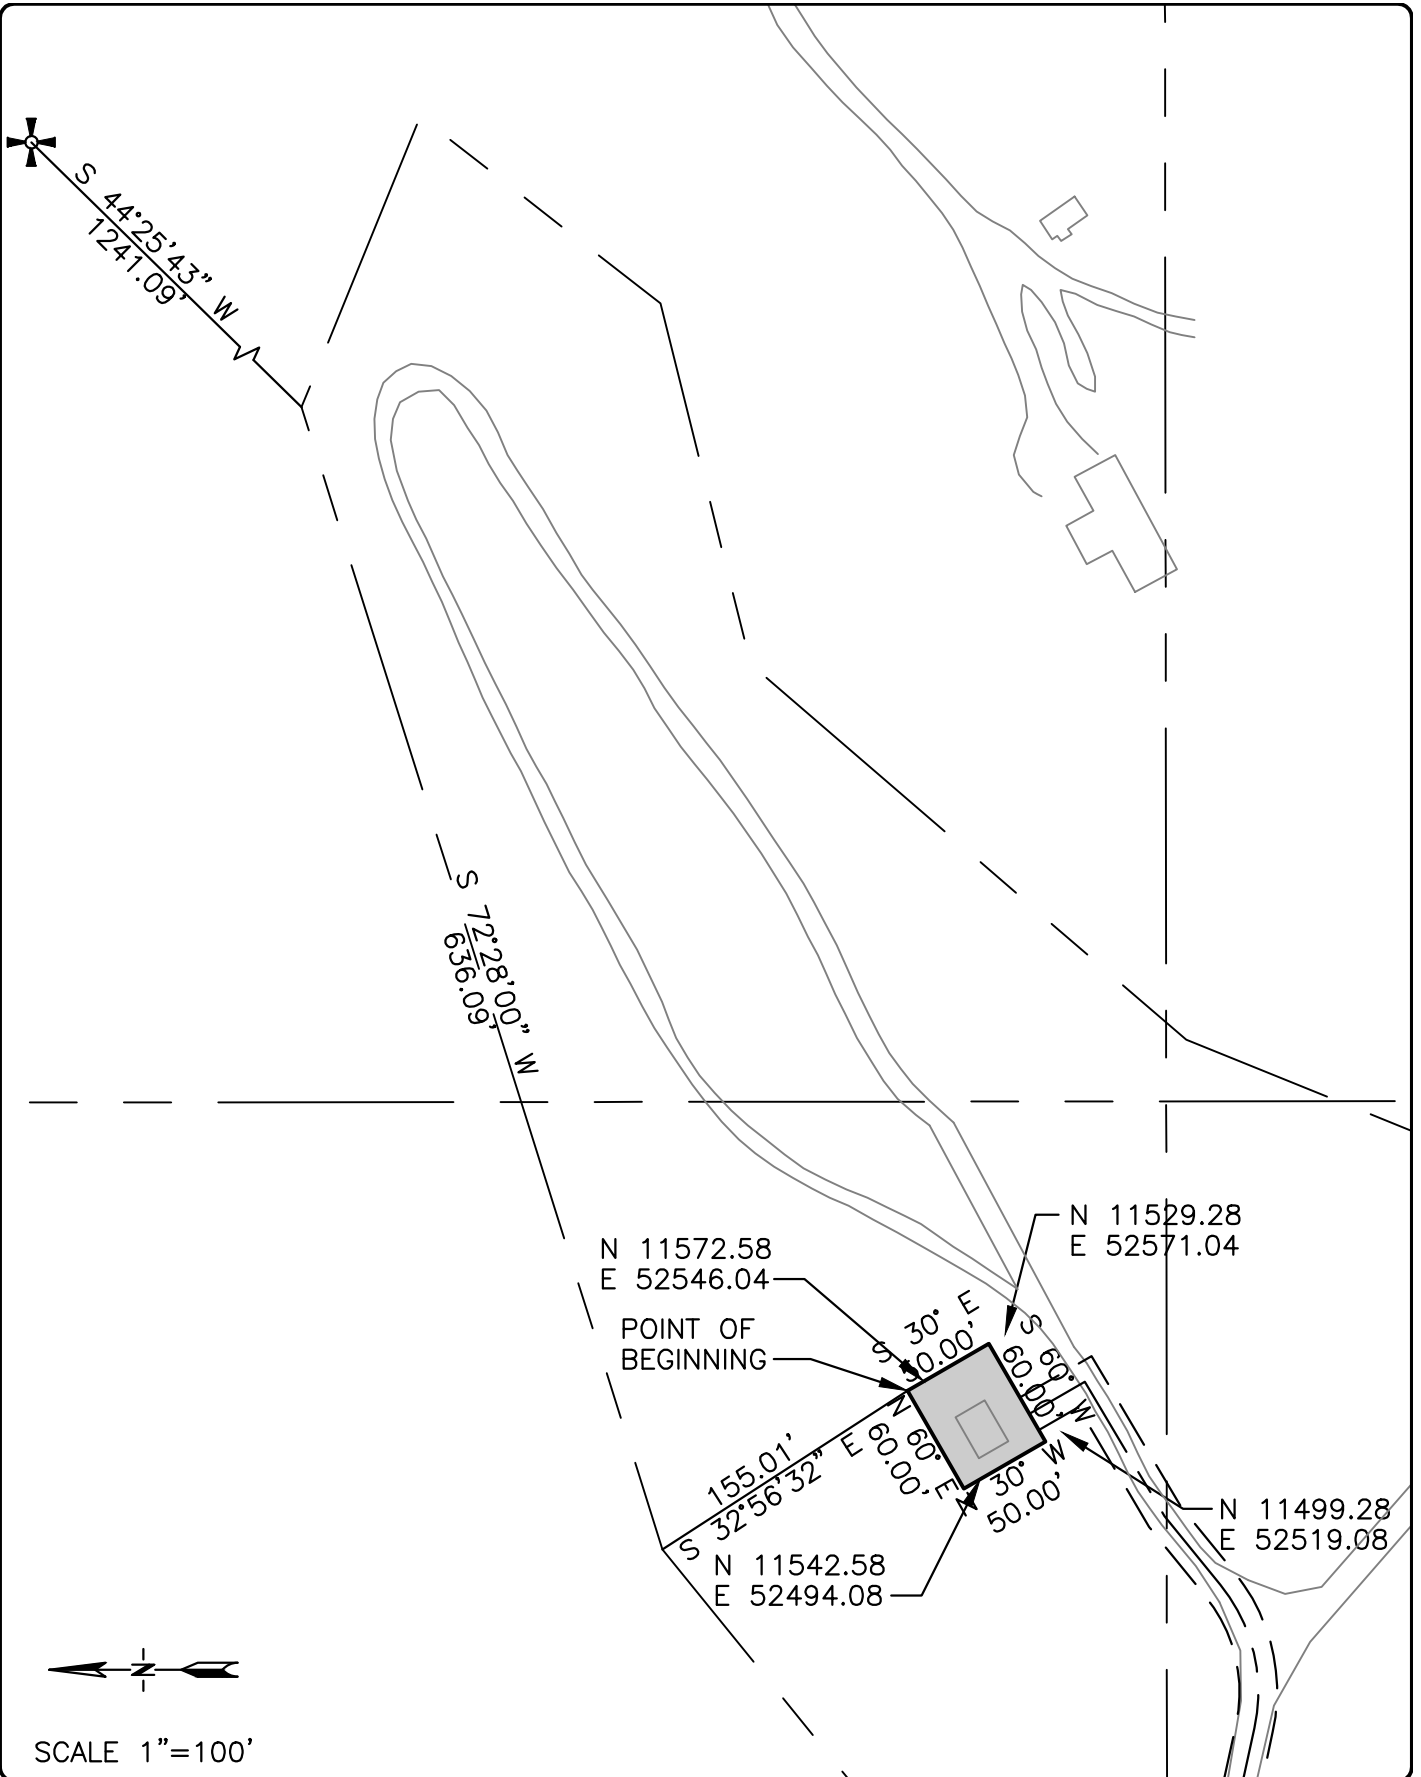 S 44°25'43" W
1241.09'
S 72°28'00" W
636.09'
N 11529.28
E 52571.04
N 11572.58
E 52546.04
POINT OF
BEGINNING
S 30° E
50.00'
S 60° W
60.00'
N 60° E
60.00'
N 30° W
50.00'
155.01'
S 32°56'32" E
N 11499.28
E 52519.08
N 11542.58
E 52494.08
N
SCALE 1"=100'